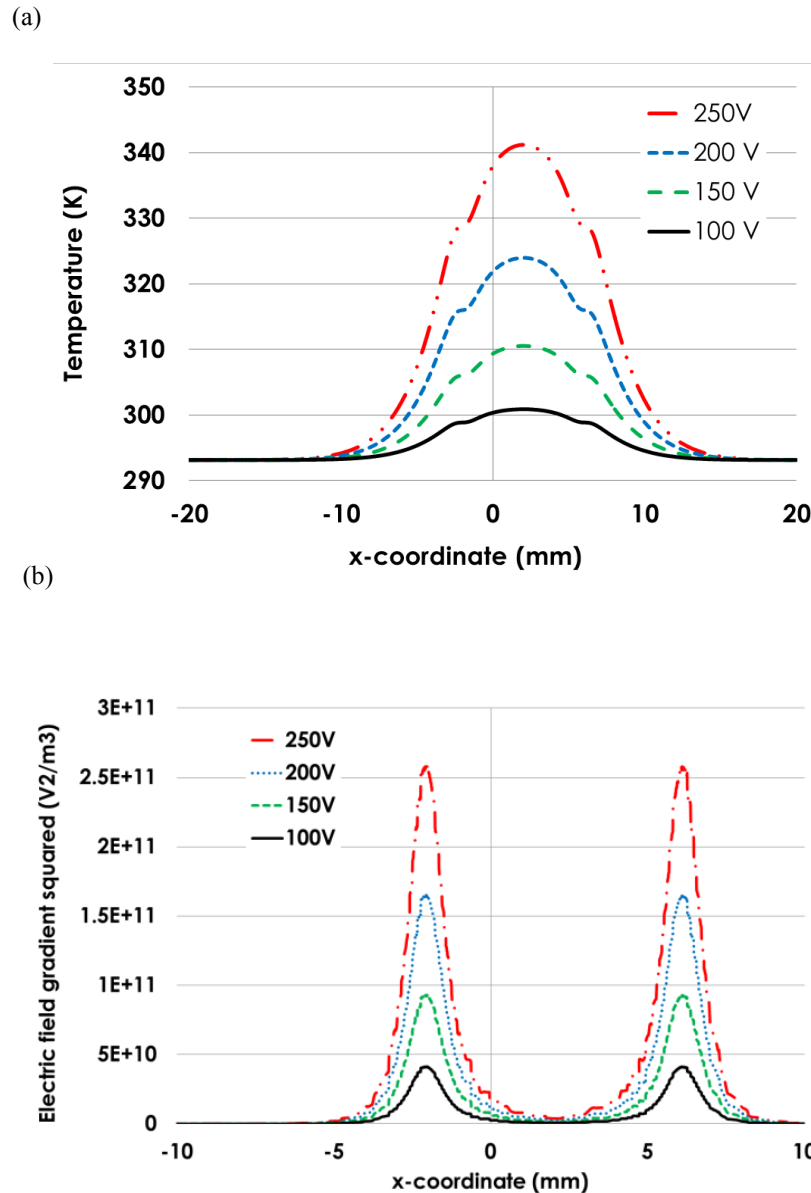 (a)
350
340
330
320
310
300
290
Temperature (K)
250V
200 V
150 V
100 V
-20
-10
0
10
20
x-coordinate (mm)
(b)
3E+11
2.5E+11
2E+11
1.5E+11
1E+11
5E+10
0
Electric field gradient squared (V2/m3)
250V
200V
150V
100V
-10
-5
0
5
10
x-coordinate (mm)